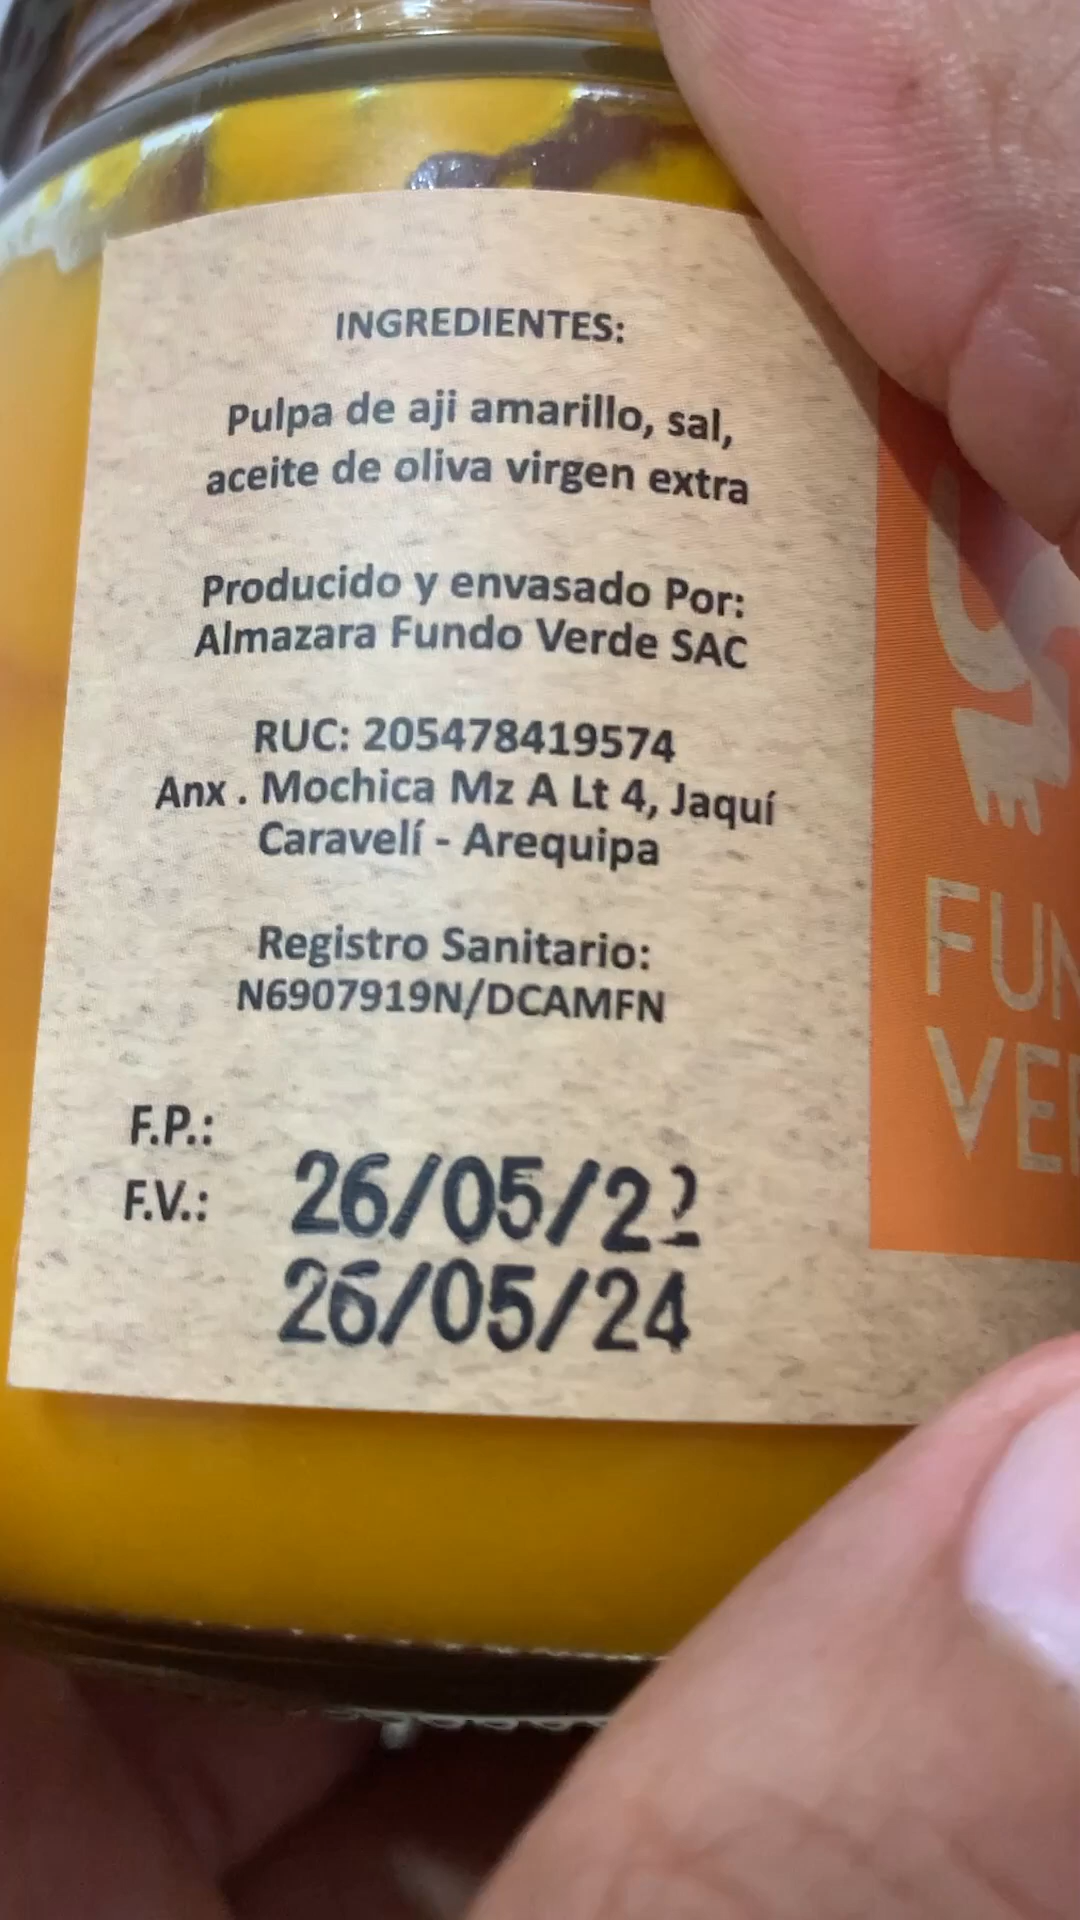 INGREDIENTES:
Pulpa de aji amarillo, sal,
aceite de oliva virgen extra
Producido y envasado Por:
Almazara Fundo Verde SAC
RUC: 205478419574
Anx . Mochica Mz A Lt 4, Jaquí
Caravelí - Arequipa
Registro Sanitario:
N6907919N/DCAMFN
F.P.:
F.V.:
26/05/22
26/05/24